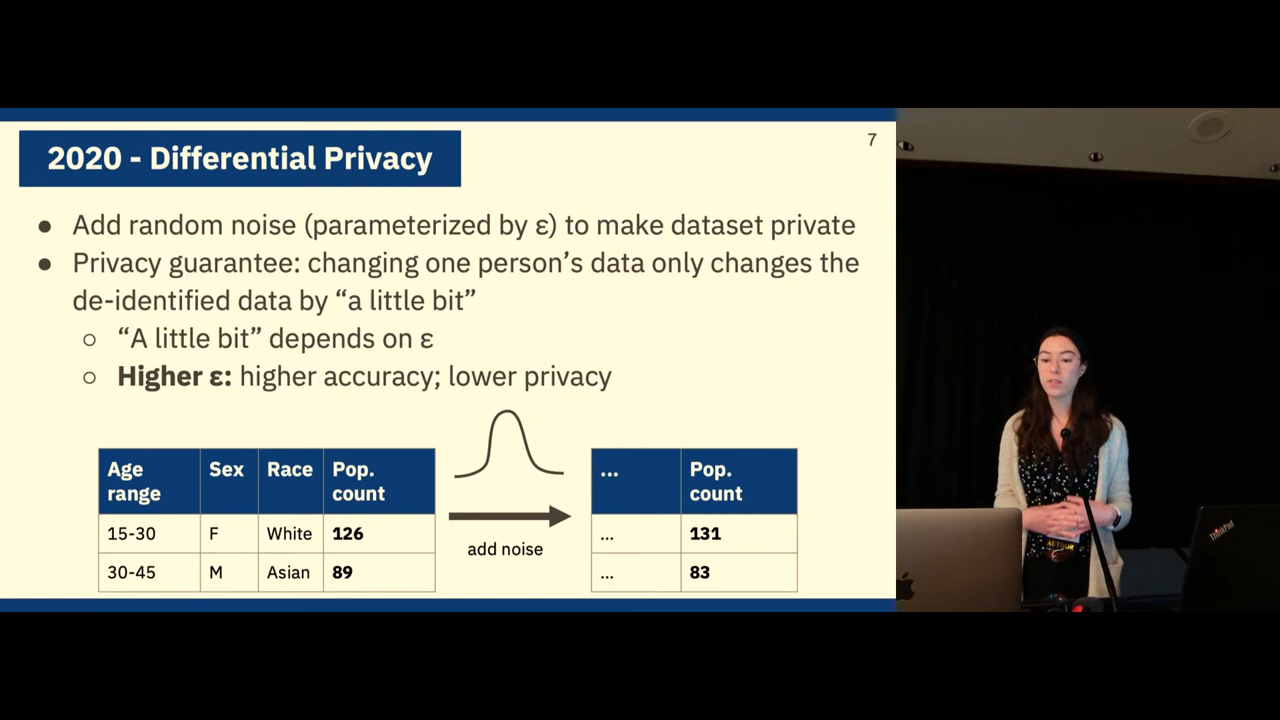 2020 - Differential Privacy
7
● Add random noise (parameterized by ε) to make dataset private
● Privacy guarantee: changing one person’s data only changes the
de-identified data by “a little bit”
○ “A little bit” depends on ε
○ Higher ε: higher accuracy; lower privacy
Age range Sex Race Pop. count
15-30 F White 126
30-45 M Asian 89
add noise
... Pop. count
... 131
... 83
AUTHOR
ThinkPad